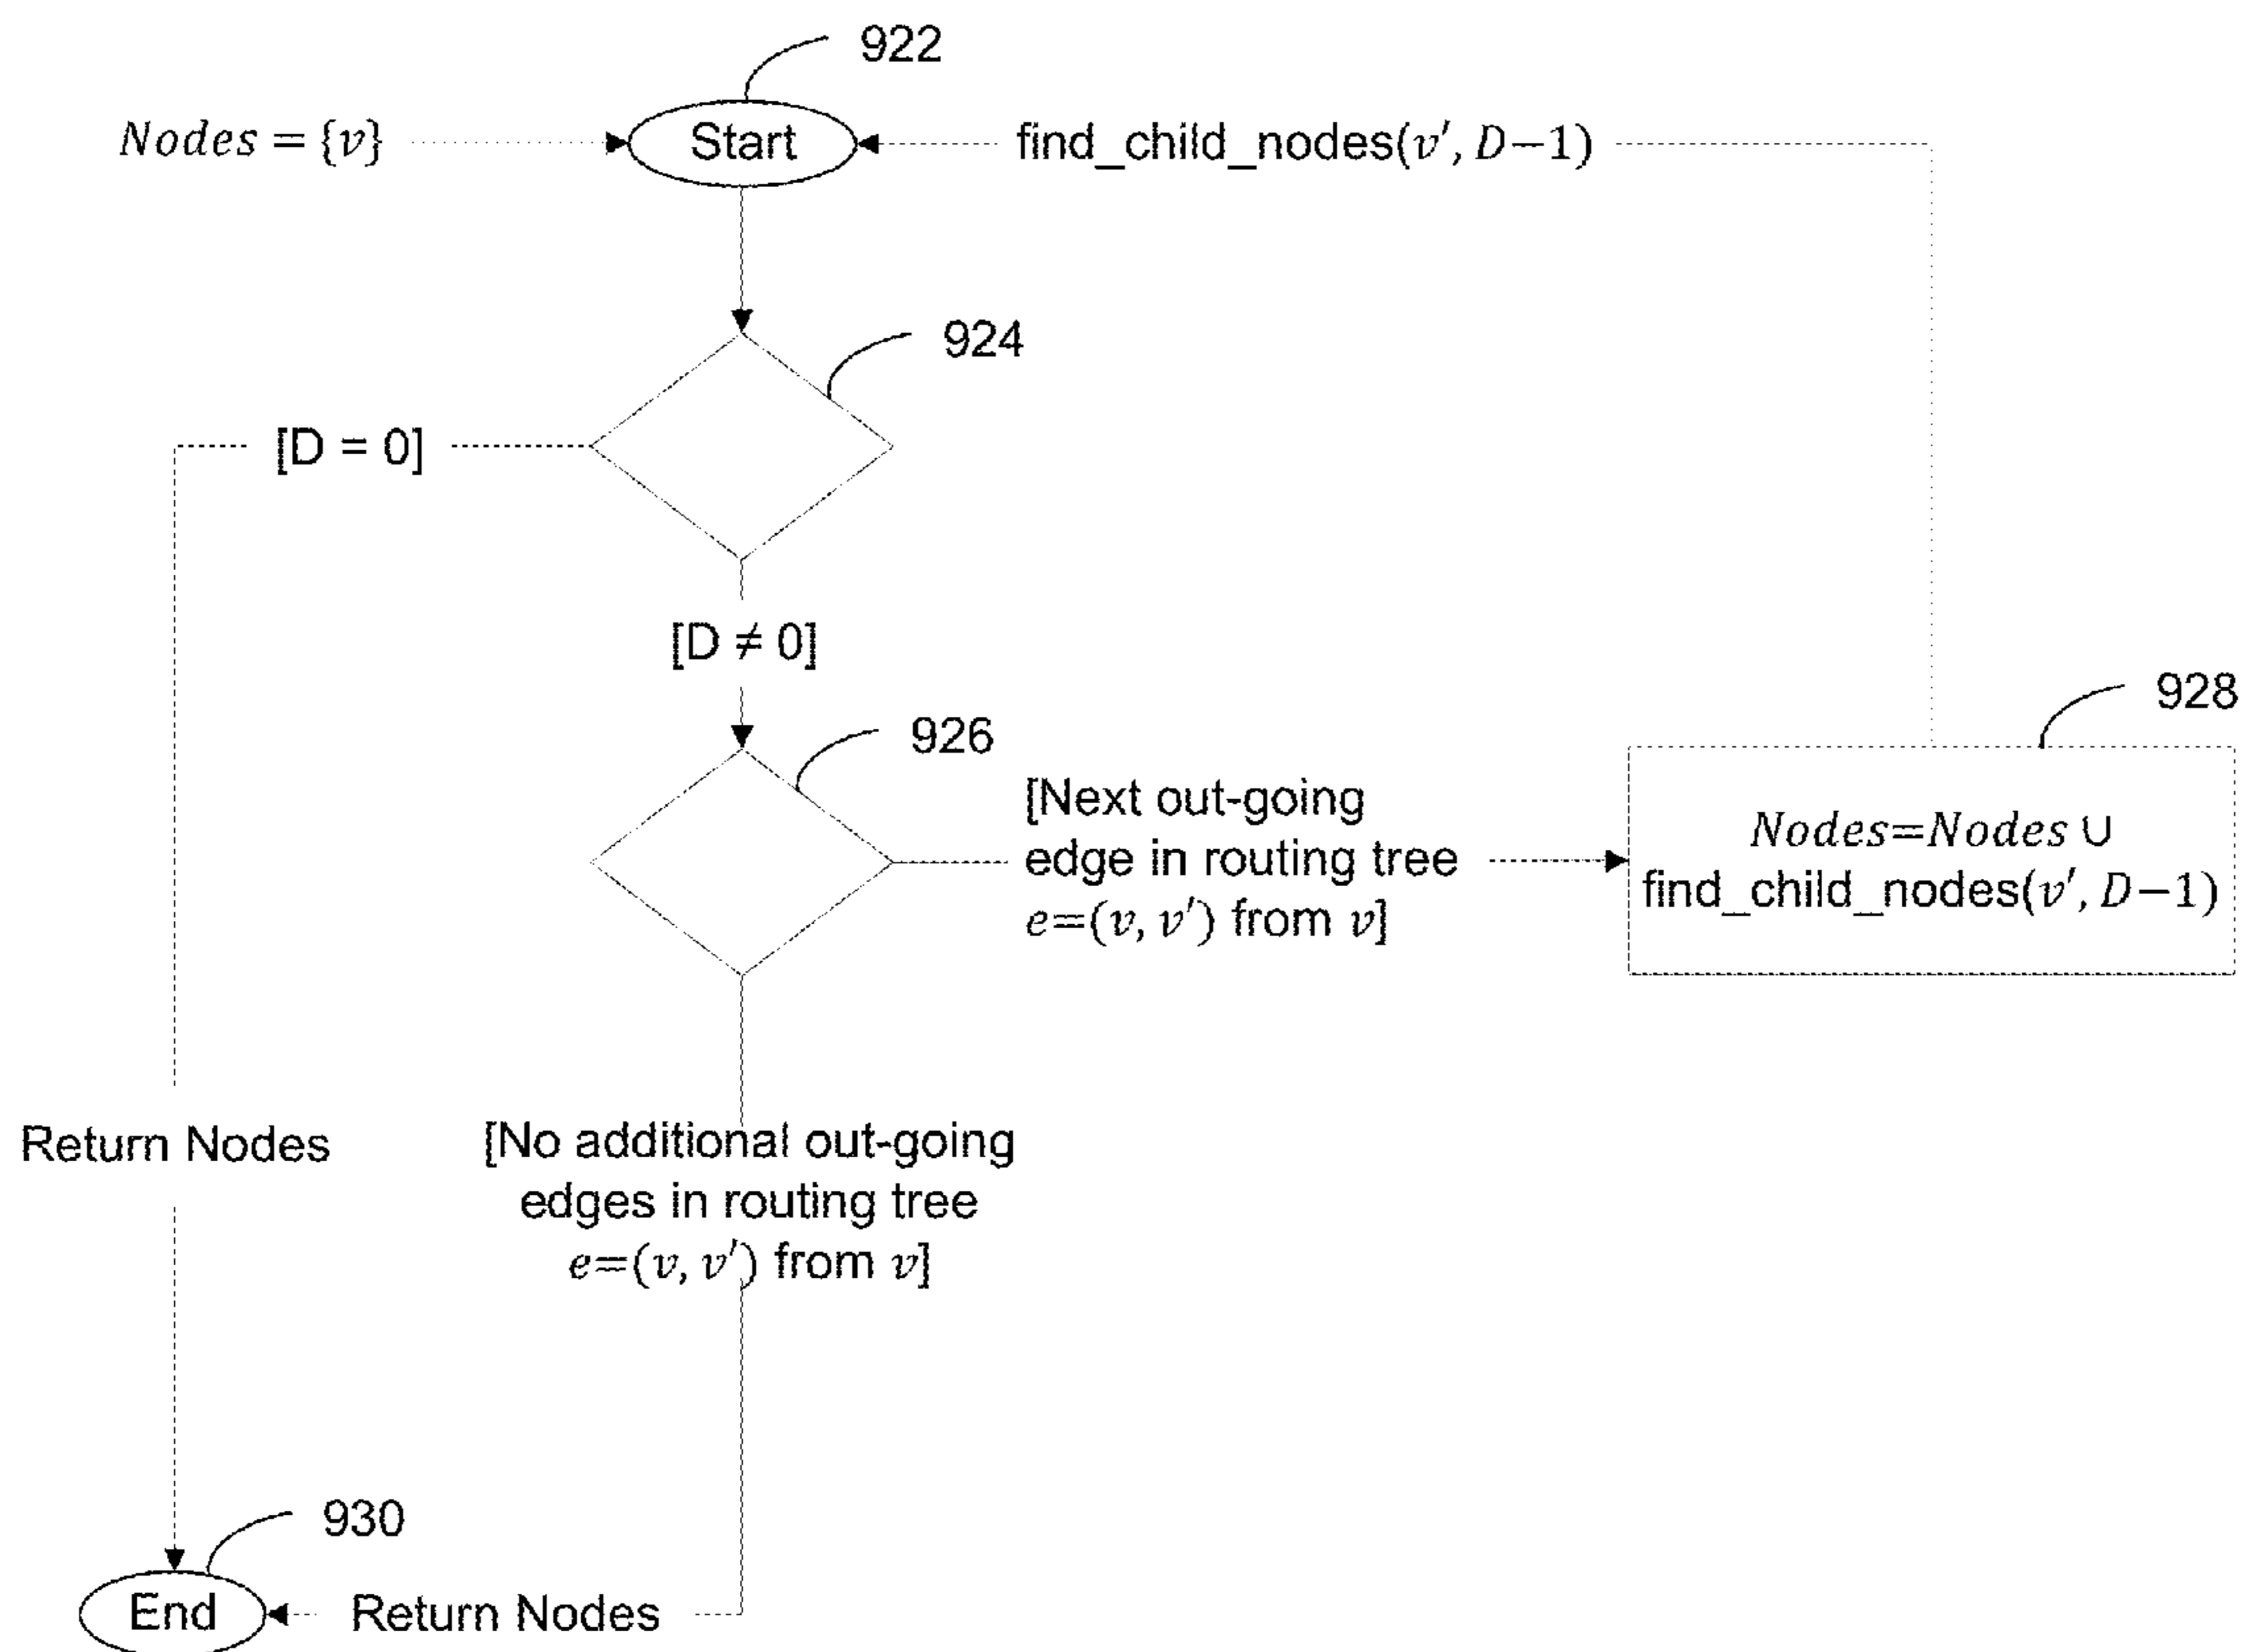 922
Nodes = {v}
Start
find_child_nodes(v′, D−1)
924
[D = 0]
[D ≠ 0]
926
928
[Next out-going
edge in routing tree
e=(v, v′) from v]
Nodes=Nodes ∪
find_child_nodes(v′, D−1)
Return Nodes
[No additional out-going
edges in routing tree
e=(v, v′) from v]
930
End
Return Nodes